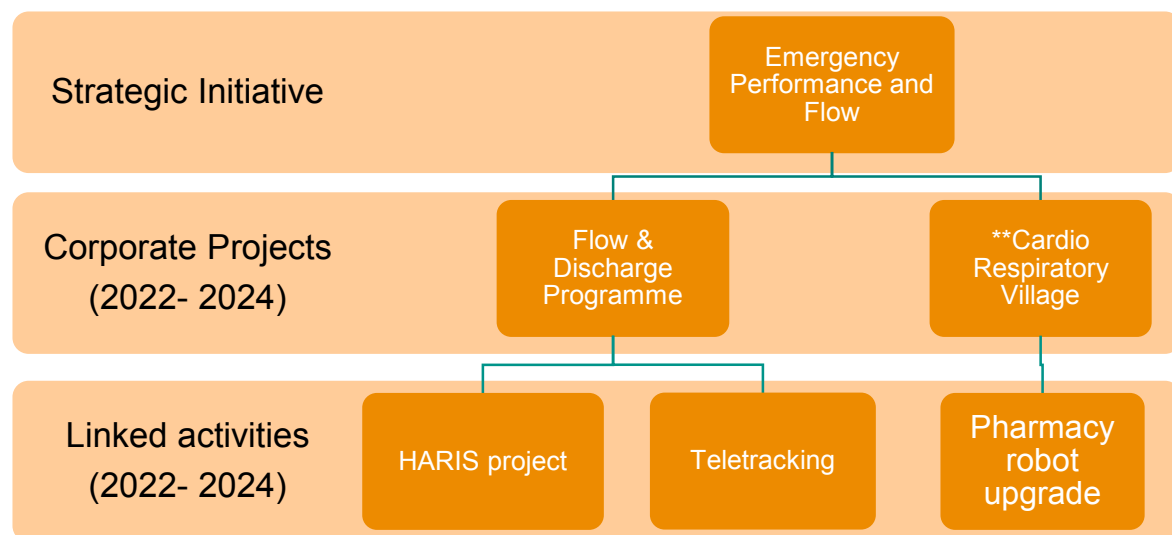 Strategic Initiative
Emergency
Performance and
Flow
Corporate Projects
(2022- 2024)
Flow &
Discharge
Programme
**Cardio
Respiratory
Village
Linked activities
(2022- 2024)
HARIS project
Teletracking
Pharmacy
robot
upgrade